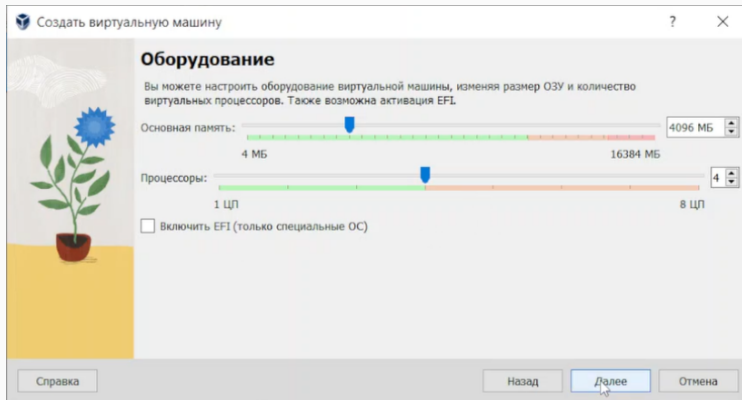 Создать виртуальную машину
Оборудование
Вы можете настроить оборудование виртуальной машины, изменяя размер ОЗУ и количество
виртуальных процессоров. Также возможна активация EFI.
Основная память: 4096 МБ
4 МБ 16384 МБ
Процессоры: 4
1 ЦП 8 ЦП
Включить EFI (только специальные ОС)
Справка Назад Далее Отмена